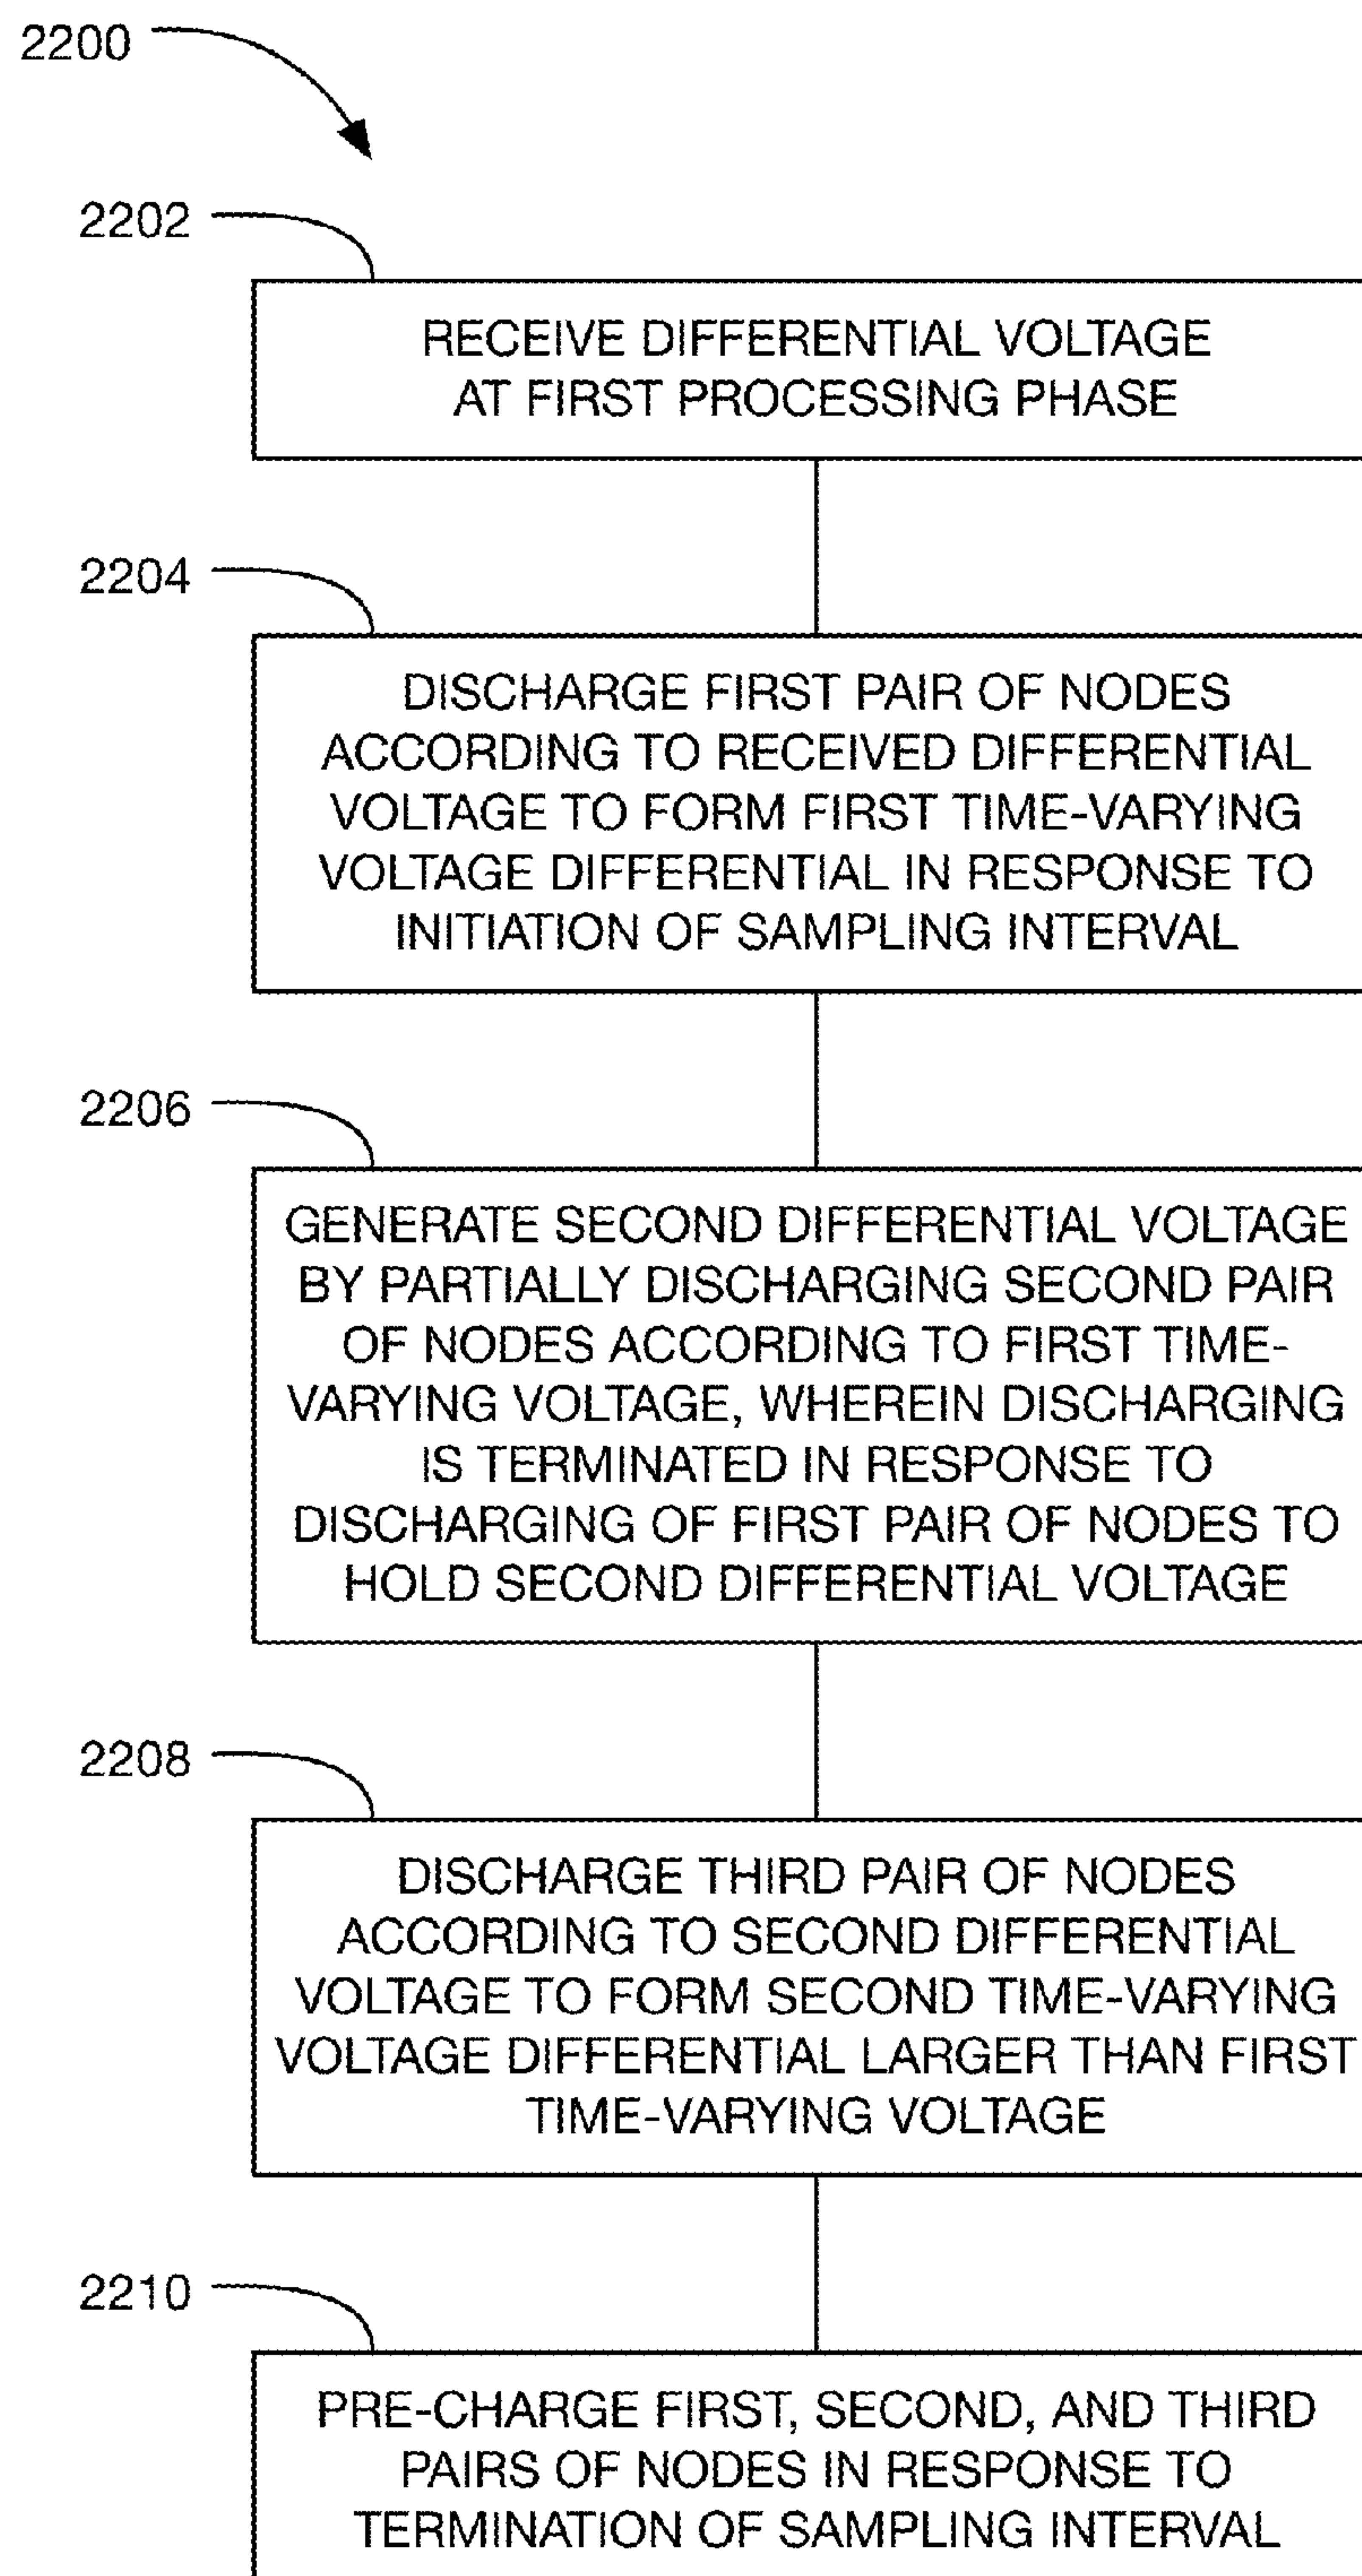 2200
2202
RECEIVE DIFFERENTIAL VOLTAGE
AT FIRST PROCESSING PHASE
2204
DISCHARGE FIRST PAIR OF NODES
ACCORDING TO RECEIVED DIFFERENTIAL
VOLTAGE TO FORM FIRST TIME-VARYING
VOLTAGE DIFFERENTIAL IN RESPONSE TO
INITIATION OF SAMPLING INTERVAL
2206
GENERATE SECOND DIFFERENTIAL VOLTAGE
BY PARTIALLY DISCHARGING SECOND PAIR
OF NODES ACCORDING TO FIRST TIME-
VARYING VOLTAGE, WHEREIN DISCHARGING
IS TERMINATED IN RESPONSE TO
DISCHARGING OF FIRST PAIR OF NODES TO
HOLD SECOND DIFFERENTIAL VOLTAGE
2208
DISCHARGE THIRD PAIR OF NODES
ACCORDING TO SECOND DIFFERENTIAL
VOLTAGE TO FORM SECOND TIME-VARYING
VOLTAGE DIFFERENTIAL LARGER THAN FIRST
TIME-VARYING VOLTAGE
2210
PRE-CHARGE FIRST, SECOND, AND THIRD
PAIRS OF NODES IN RESPONSE TO
TERMINATION OF SAMPLING INTERVAL